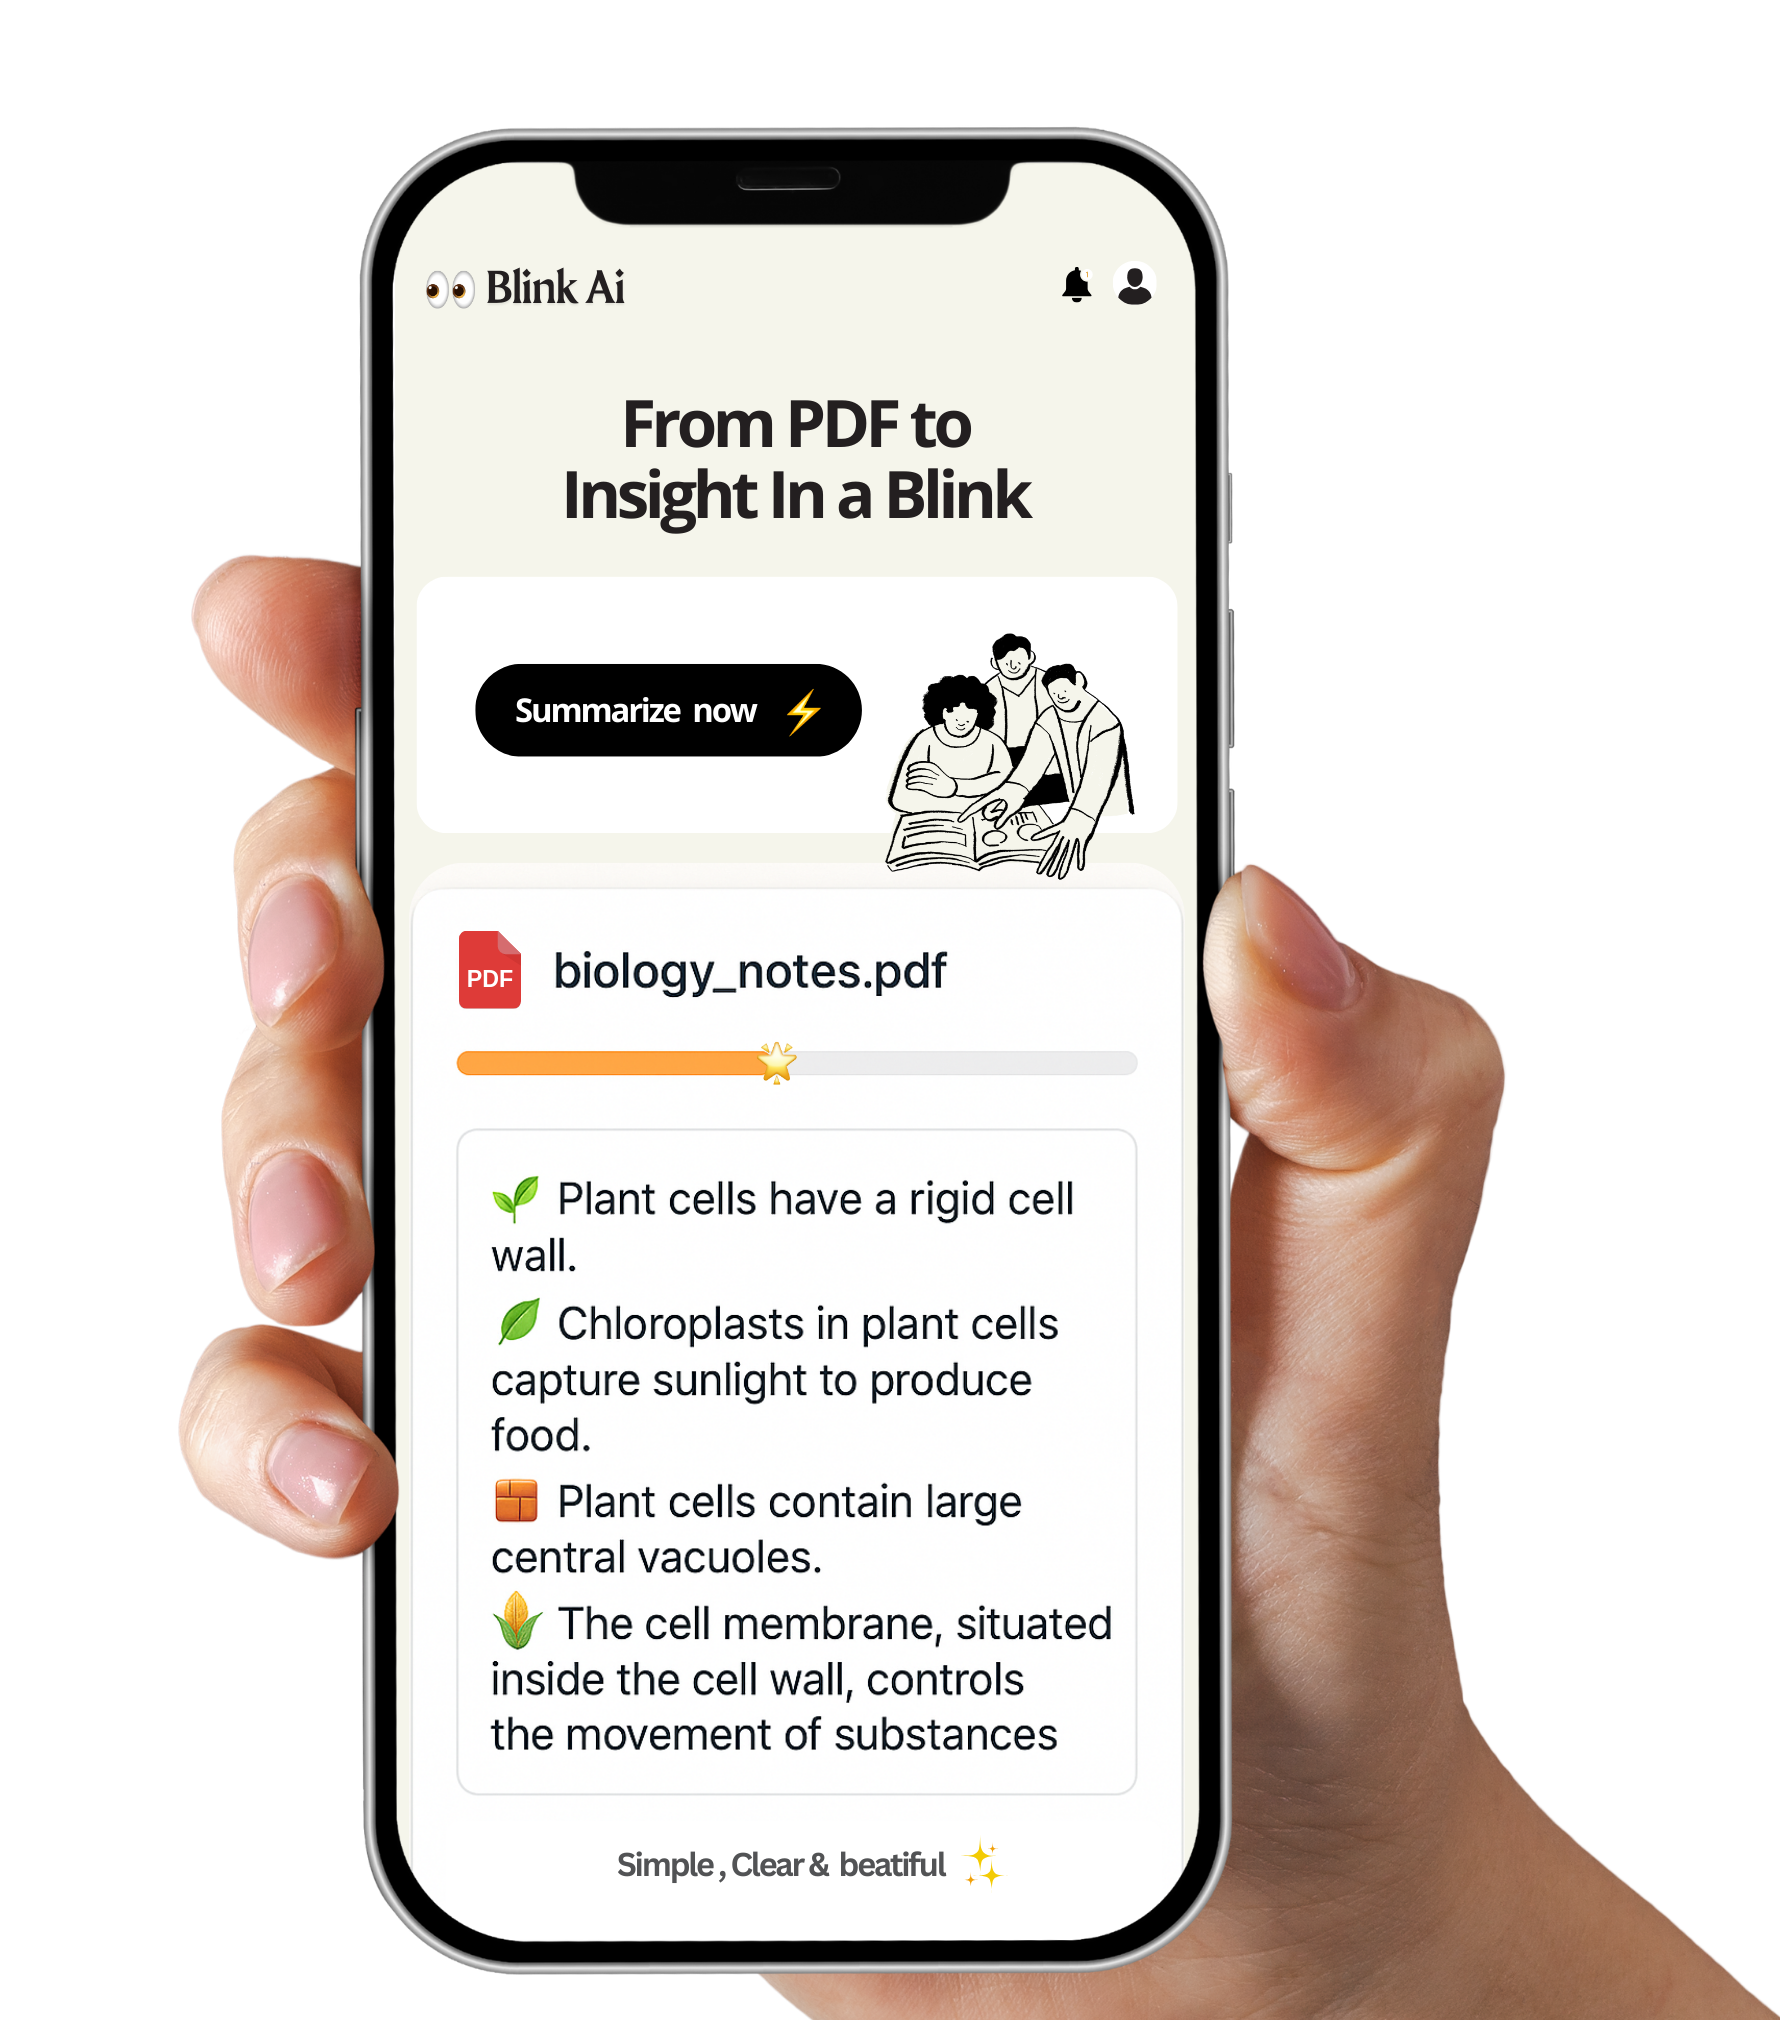 👀 Blink Ai
From PDF to
Insight In a Blink
Summarize now ⚡
PDF
biology_notes.pdf
🌱 Plant cells have a rigid cell
wall.
🍃 Chloroplasts in plant cells
capture sunlight to produce
food.
🧱 Plant cells contain large
central vacuoles.
🌽 The cell membrane, situated
inside the cell wall, controls
the movement of substances
Simple , Clear & beatiful ✨